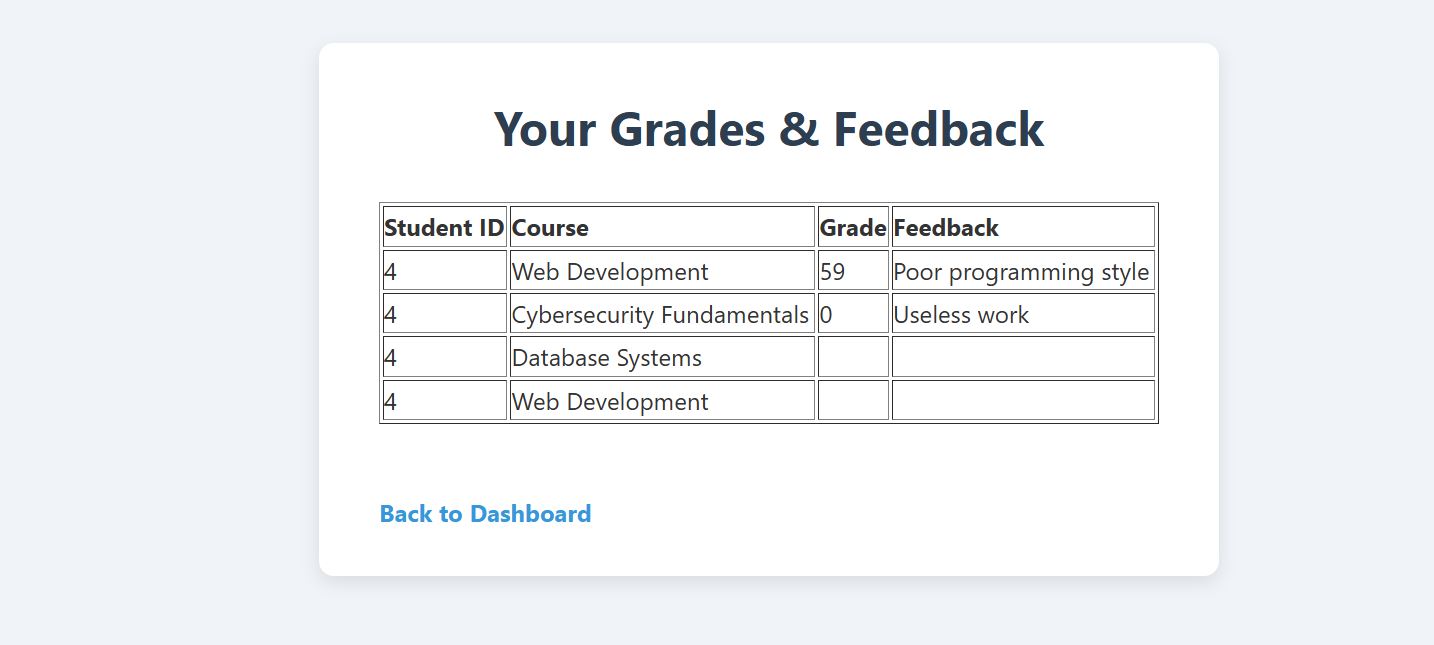 Your Grades & Feedback
Student ID Course Grade Feedback
4 Web Development 59 Poor programming style
4 Cybersecurity Fundamentals 0 Useless work
4 Database Systems
4 Web Development
Back to Dashboard